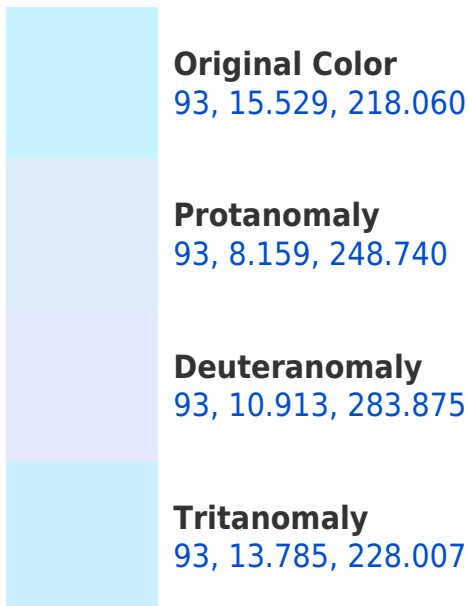 Original Color
93, 15.529, 218.060
Protanomaly
93, 8.159, 248.740
Deuteranomaly
93, 10.913, 283.875
Tritanomaly
93, 13.785, 228.007